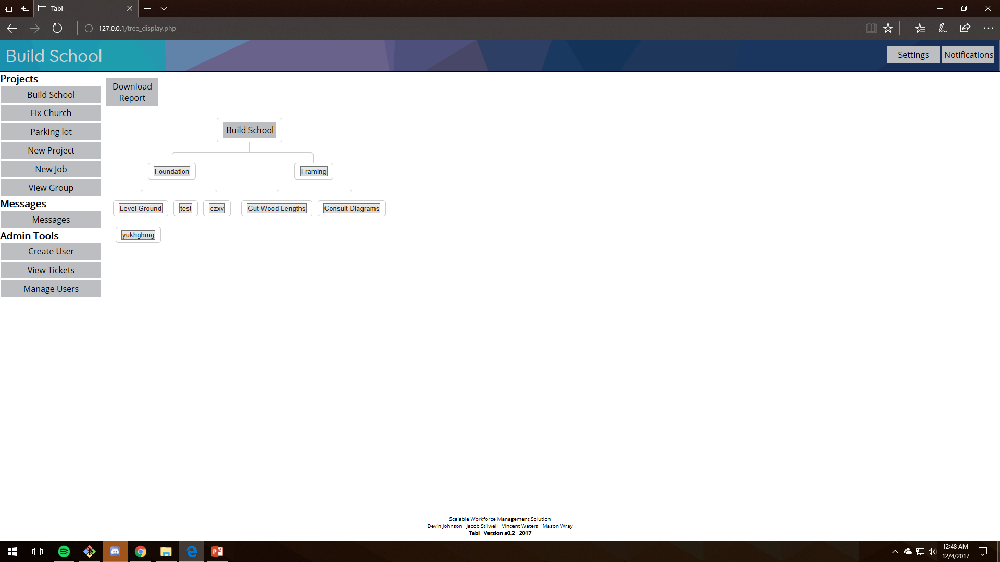 Tabl
127.0.0.1/tree_display.php
Build School
Settings
Notifications
Projects
Build School
Fix Church
Parking lot
New Project
New Job
View Group
Messages
Messages
Admin Tools
Create User
View Tickets
Manage Users
Download
Report
Build School
Foundation
Framing
Level Ground
test
czxv
Cut Wood Lengths
Consult Diagrams
yukhghmg
Scalable Workforce Management Solution
Devin Johnson · Jacob Stilwell · Vincent Waters · Mason Wray
Tabl · Version a0.2 · 2017
12:48 AM
12/4/2017